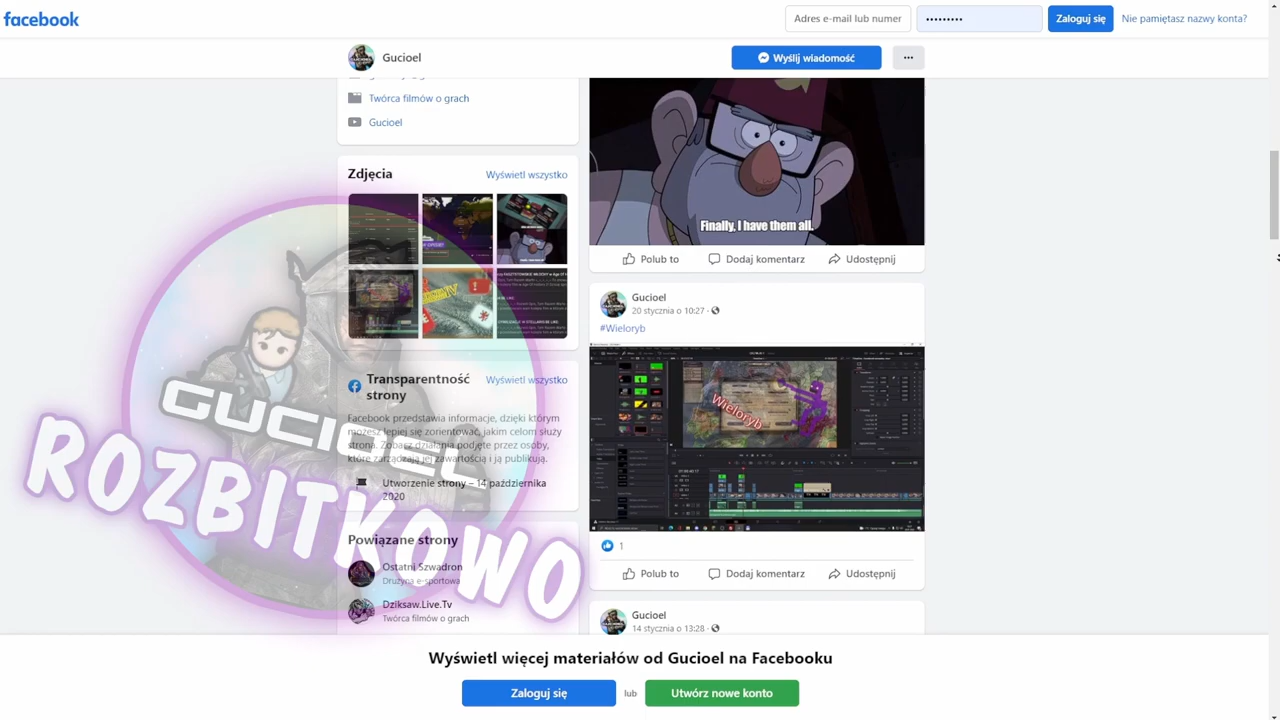 facebook
Adres e-mail lub numer
Zaloguj się
Nie pamiętasz nazwy konta?
Gucioel
Wyślij wiadomość
Twórca filmów o grach
Gucioel
Zdjęcia
Wyświetl wszystko
Transparentność
strony
Wyświetl wszystko
Facebook przedstawia informacje, dzięki którym
możesz lepiej się zorientować, jakim celom służy
strona. Zobacz działania podjęte przez osoby,
które zarządzają jej zawartością i ją publikują.
Utworzenie strony – 14 października
2020
Powiązane strony
Ostatni Szwadron
Drużyna e-sportowa
Dziksaw.Live.Tv
Twórca filmów o grach
Finally, I have them all.
Polub to
Dodaj komentarz
Udostępnij
Gucioel
20 stycznia o 10:27
#Wieloryb
Wieloryb
1
Polub to
Dodaj komentarz
Udostępnij
Gucioel
14 stycznia o 13:28
Wyświetl więcej materiałów od Gucioel na Facebooku
Zaloguj się
lub
Utwórz nowe konto